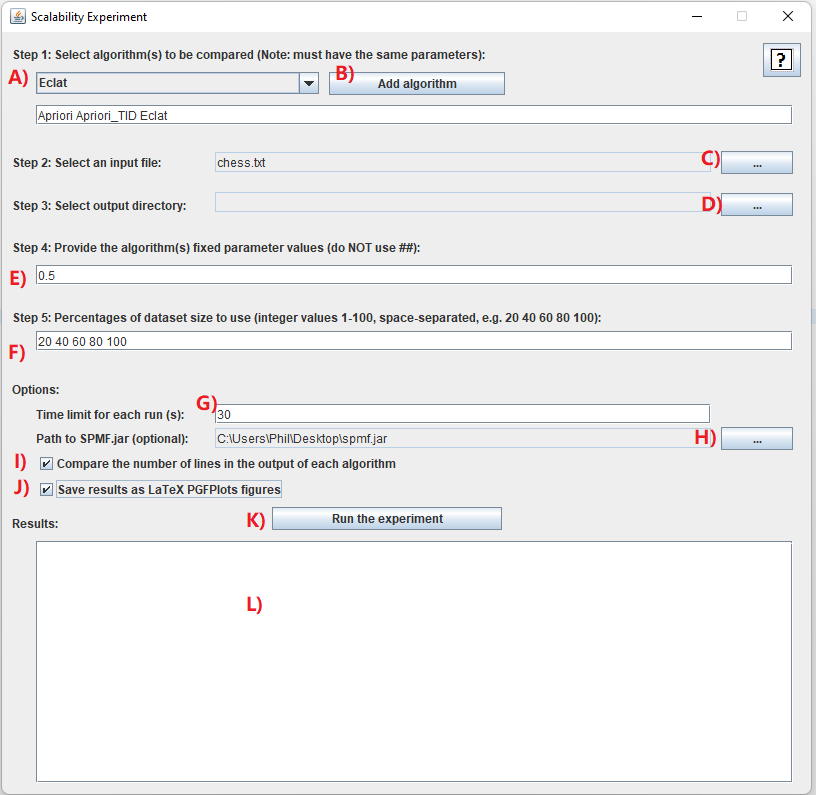 Scalability Experiment
Step 1: Select algorithm(s) to be compared (Note: must have the same parameters):
?
A) Eclat B) Add algorithm
Apriori Apriori_TID Eclat
Step 2: Select an input file: chess.txt C) ...
Step 3: Select output directory: D) ...
Step 4: Provide the algorithm(s) fixed parameter values (do NOT use ##):
E) 0.5
Step 5: Percentages of dataset size to use (integer values 1-100, space-separated, e.g. 20 40 60 80 100):
F) 20 40 60 80 100
Options:
Time limit for each run (s): G) 30
Path to SPMF.jar (optional): C:\Users\Phil\Desktop\spmf.jar H) ...
I) Compare the number of lines in the output of each algorithm
J) Save results as LaTeX PGFPlots figures
K) Run the experiment
Results:
L)